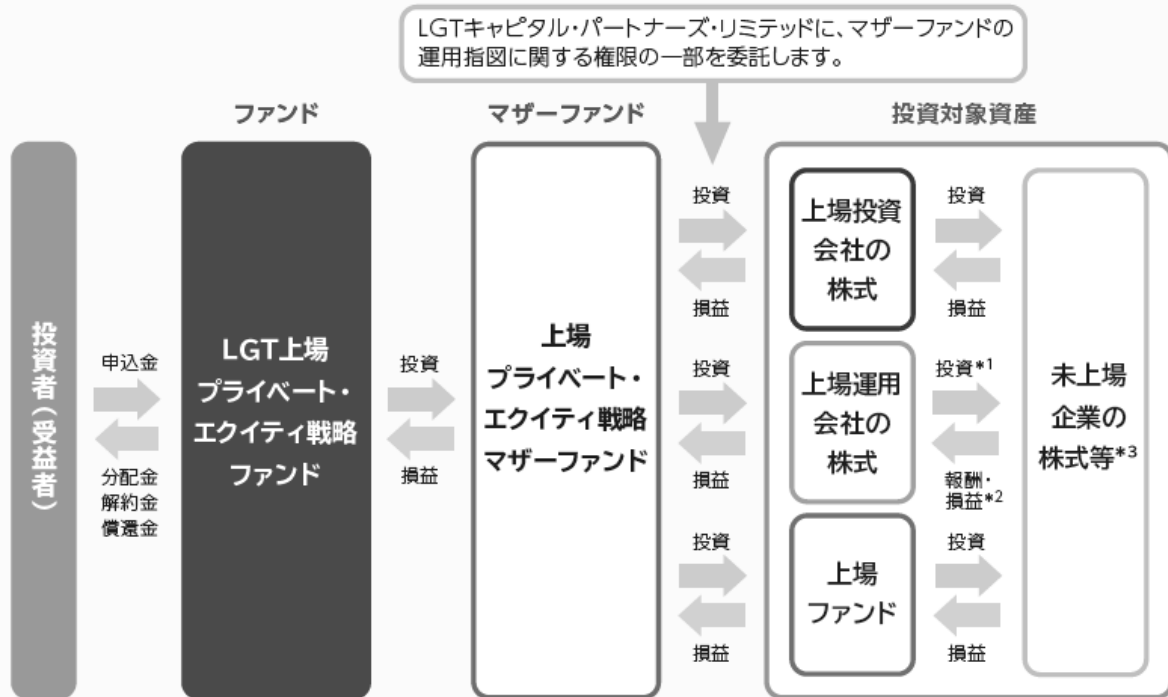 LGTキャピタル・パートナーズ・リミテッドに、マザーファンドの
運用指図に関する権限の一部を委託します。
ファンド
マザーファンド
投資対象資産
投資者（受益者）
申込金
分配金
解約金
償還金
LGT上場
プライベート・
エクイティ戦略
ファンド
投資
損益
上場
プライベート・
エクイティ戦略
マザーファンド
投資
損益
上場投資
会社の
株式
投資
損益
投資
損益
上場運用
会社の
株式
投資*1
報酬・
損益*2
投資
損益
上場
ファンド
投資
損益
未上場
企業の
株式等*3